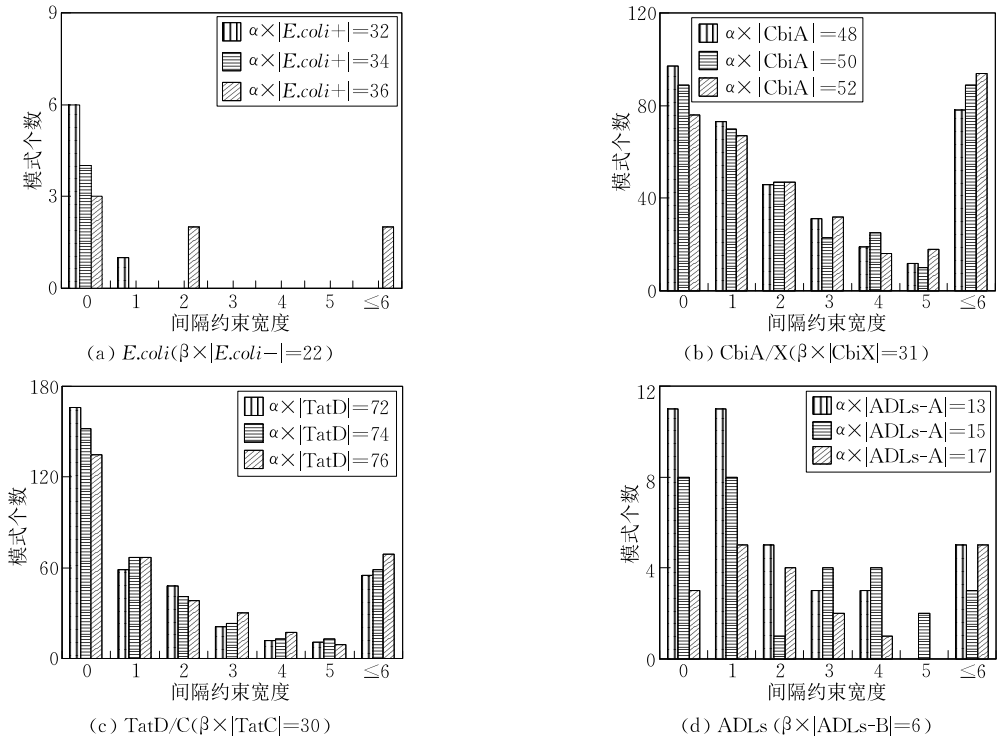 9
6
3
0
模式个数
α×|E.coli+|=32
α×|E.coli+|=34
α×|E.coli+|=36
0 1 2 3 4 5 ≤6
间隔约束宽度
(a) E.coli(β×|E.coli−|=22)
120
80
40
0
模式个数
α×|CbiA|=48
α×|CbiA|=50
α×|CbiA|=52
0 1 2 3 4 5 ≤6
间隔约束宽度
(b) CbiA/X(β×|CbiX|=31)
180
120
60
0
模式个数
α×|TatD|=72
α×|TatD|=74
α×|TatD|=76
0 1 2 3 4 5 ≤6
间隔约束宽度
(c) TatD/C(β×|TatC|=30)
12
8
4
0
模式个数
α×|ADLs-A|=13
α×|ADLs-A|=15
α×|ADLs-A|=17
0 1 2 3 4 5 ≤6
间隔约束宽度
(d) ADLs (β×|ADLs-B|=6)